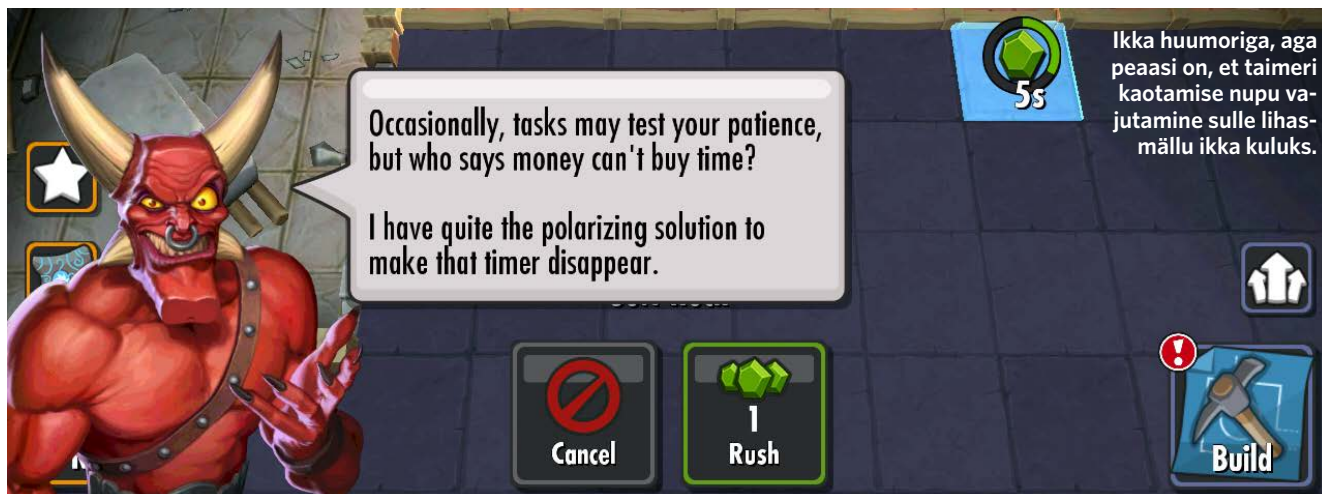 Ikka huumoriga, aga
peaasi on, et taimeri
kaotamise nupu va-
jutamine sulle lihas-
mällu ikka kuluks.
5s
Occasionally, tasks may test your patience,
but who says money can't buy time?
I have quite the polarizing solution to
make that timer disappear.
Cancel
1
Rush
Build